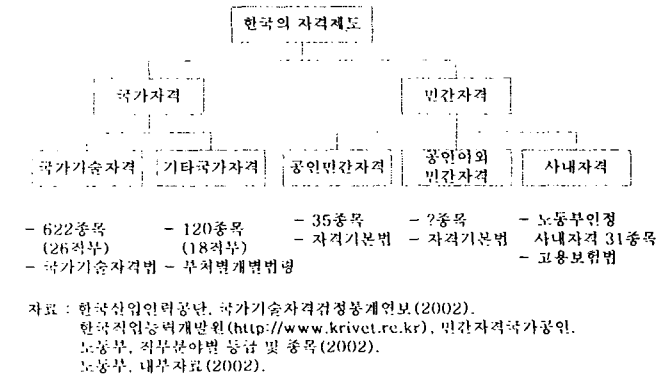 한국의 자격제도
국가자격
민간자격
국가기술자격
기타국가자격
공인민간자격
공인이외
민간자격
사내자격
- 622종목
(26직무)
- 국가기술자격법
- 120종목
(18직무)
- 부처별개별법령
- 35종목
- 자격기본법
- ?종목
- 자격기본법
- 노동부인정
사내자격 31종목
- 고용보험법
자료 : 한국산업인력공단, 국가기술자격검정통계연보(2002).
한국직업능력개발원(http://www.krivet.re.kr), 민간자격국가공인.
노동부, 직무분야별 등급 및 종목(2002).
노동부, 내부자료(2002).